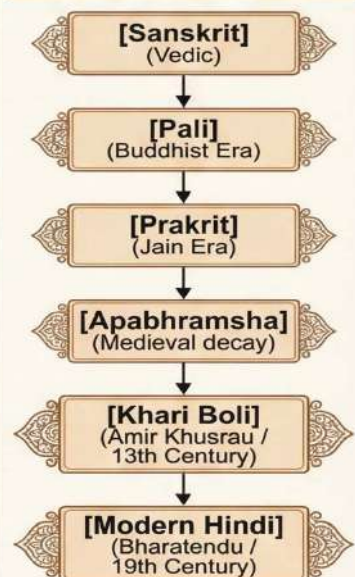 [Sanskrit]
(Vedic)
[Pali]
(Buddhist Era)
[Prakrit]
(Jain Era)
[Apabhramsha]
(Medieval decay)
[Khari Boli]
(Amir Khusrau /
13th Century)
[Modern Hindi]
(Bharatendu /
19th Century)